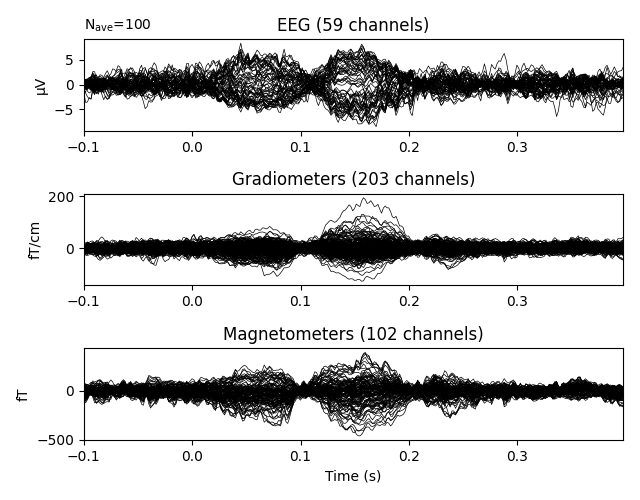 N_ave=100
EEG (59 channels)
μV
5
0
−5
−0.1 0.0 0.1 0.2 0.3
Gradiometers (203 channels)
fT/cm
200
0
−0.1 0.0 0.1 0.2 0.3
Magnetometers (102 channels)
fT
0
−500
−0.1 0.0 0.1 0.2 0.3
Time (s)